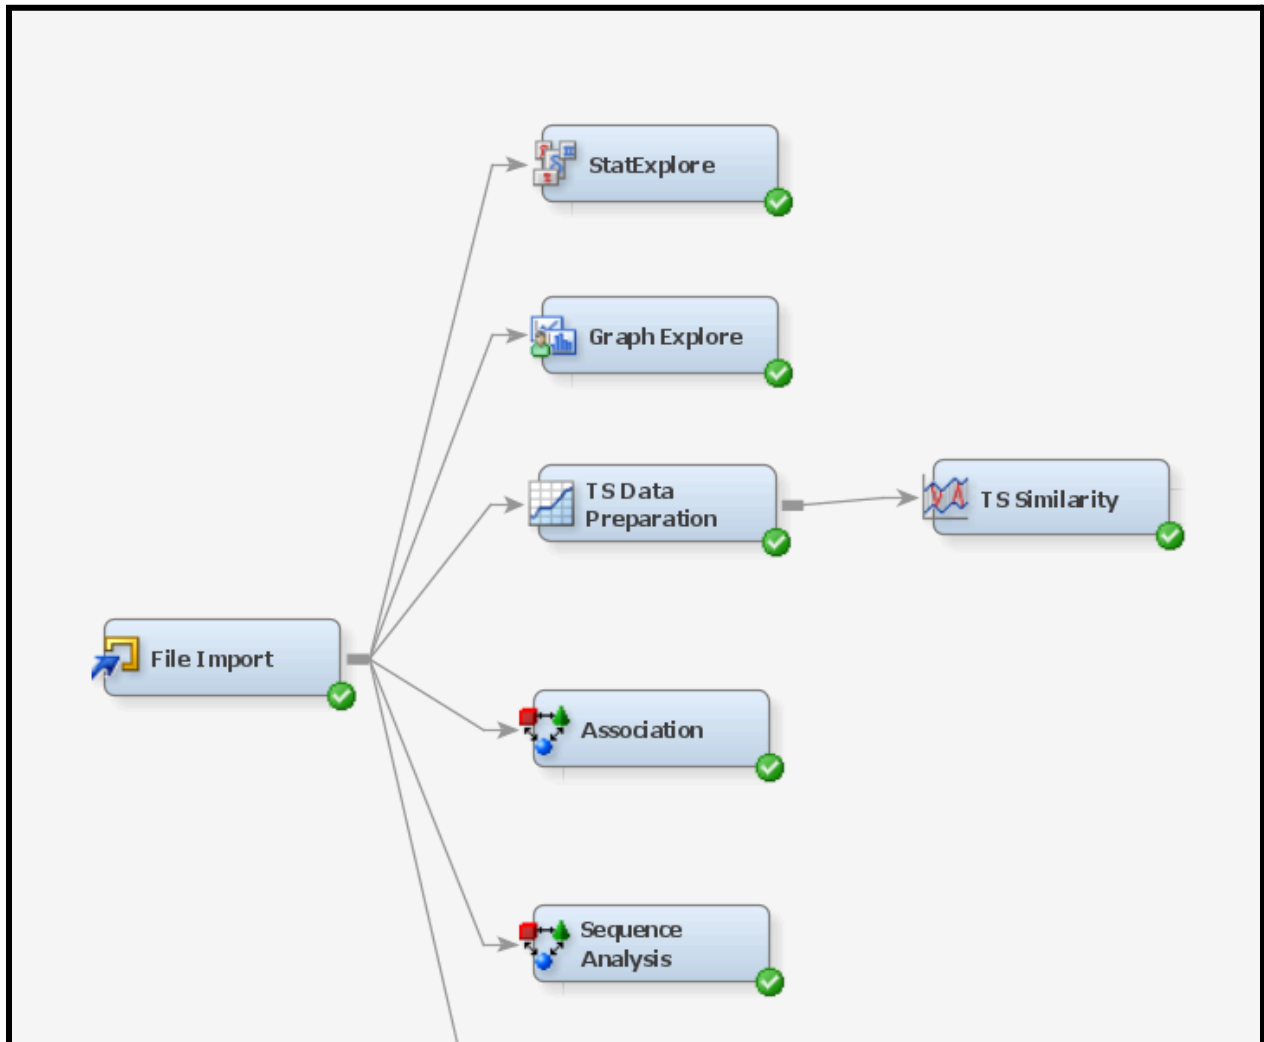 StatExplore
Graph Explore
TS Data
Preparation
TS Similarity
File Import
Association
Sequence
Analysis